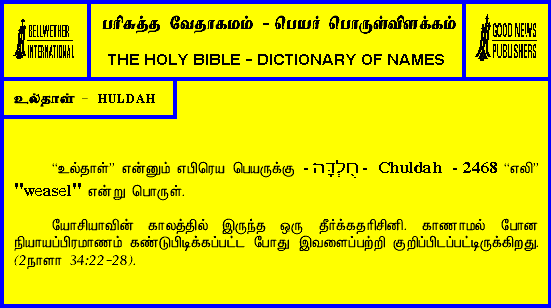 BELLWETHER
INTERNATIONAL
பரிசுத்த வேதாகமம் - பெயர் பொருள்விளக்கம்
THE HOLY BIBLE - DICTIONARY OF NAMES
GOOD NEWS
PUBLISHERS
உல்தாள் - HULDAH
“உல்தாள்” என்னும் எபிரெய பெயருக்கு - חֻלְדָּה - Chuldah - 2468 “எலி”
"weasel" என்று பொருள்.
யோசியாவின் காலத்தில் இருந்த ஒரு தீர்க்கதரிசினி. காணாமல் போன
நியாயப்பிரமாணம் கண்டுபிடிக்கப்பட்ட போது இவளைப்பற்றி குறிப்பிடப்பட்டிருக்கிறது.
(2நாளா 34:22-28).